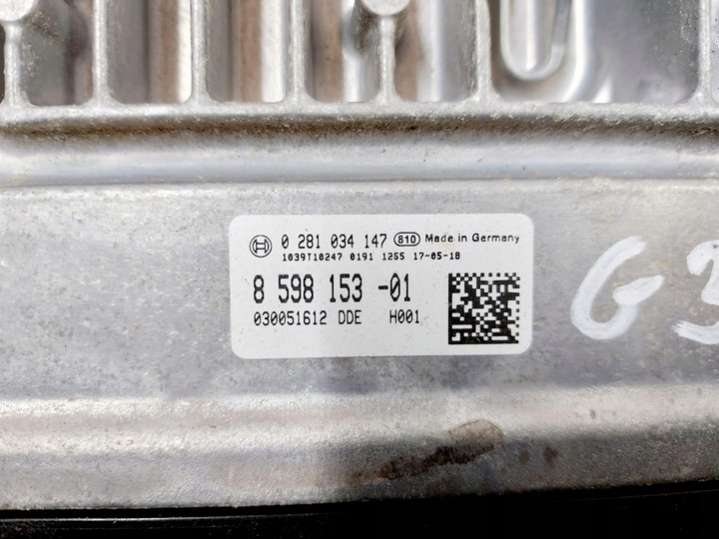 0 281 034 147 810 Made in Germany
1039T10247 0191 1255 17-05-18
8 598 153 -01
030051612 DDE H001